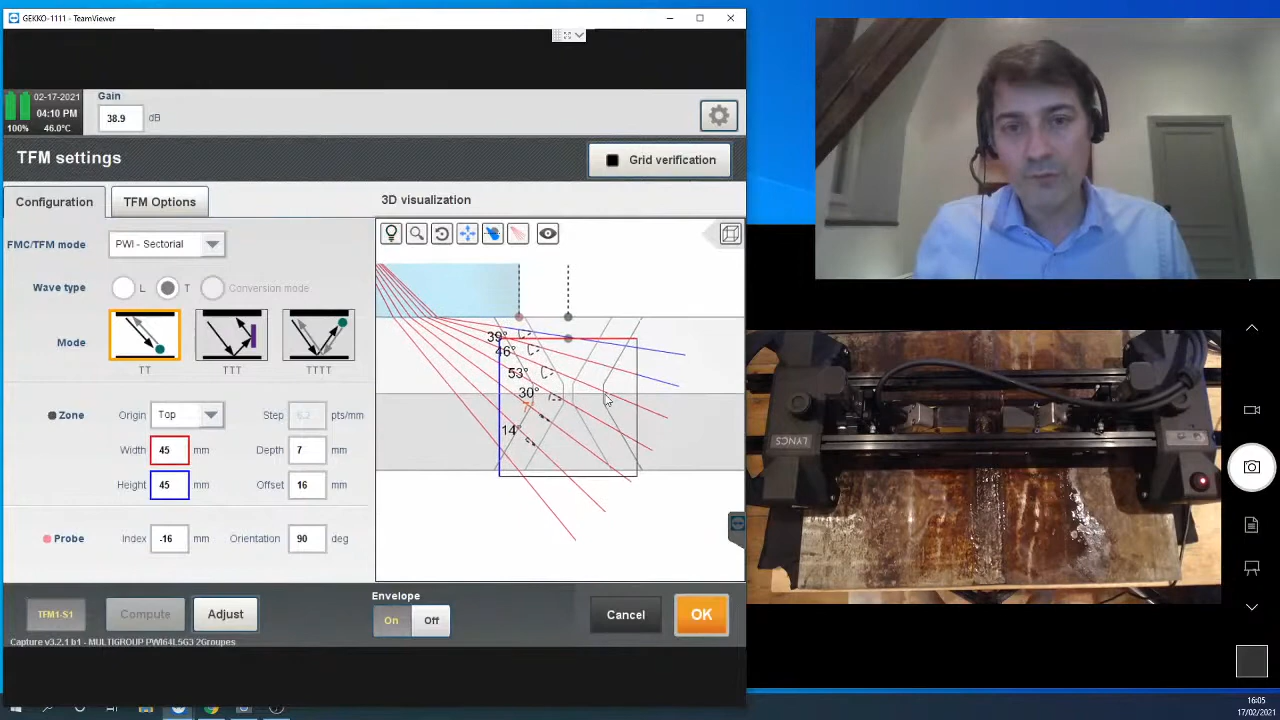 GEKKO-1111 - TeamViewer
02-17-2021
04:10 PM
100% 46.0°C
Gain
38.9 dB
TFM settings
Grid verification
Configuration
TFM Options
3D visualization
FMC/TFM mode PWI - Sectorial
Wave type L T Conversion mode
Mode
TT TTT TTTT
Zone Origin Top Step pts/mm
Width 45 mm Depth 7 mm
Height 45 mm Offset 16 mm
Probe Index -16 mm Orientation 90 deg
39°
46°
53°
30°
14°
TFM1-S1 Compute Adjust
Envelope
On Off
Cancel OK
Capture v3.2.1 b1 - MULTIGROUP PWI64L5G3 2Groupes
LYNCS
16:05
17/02/2021